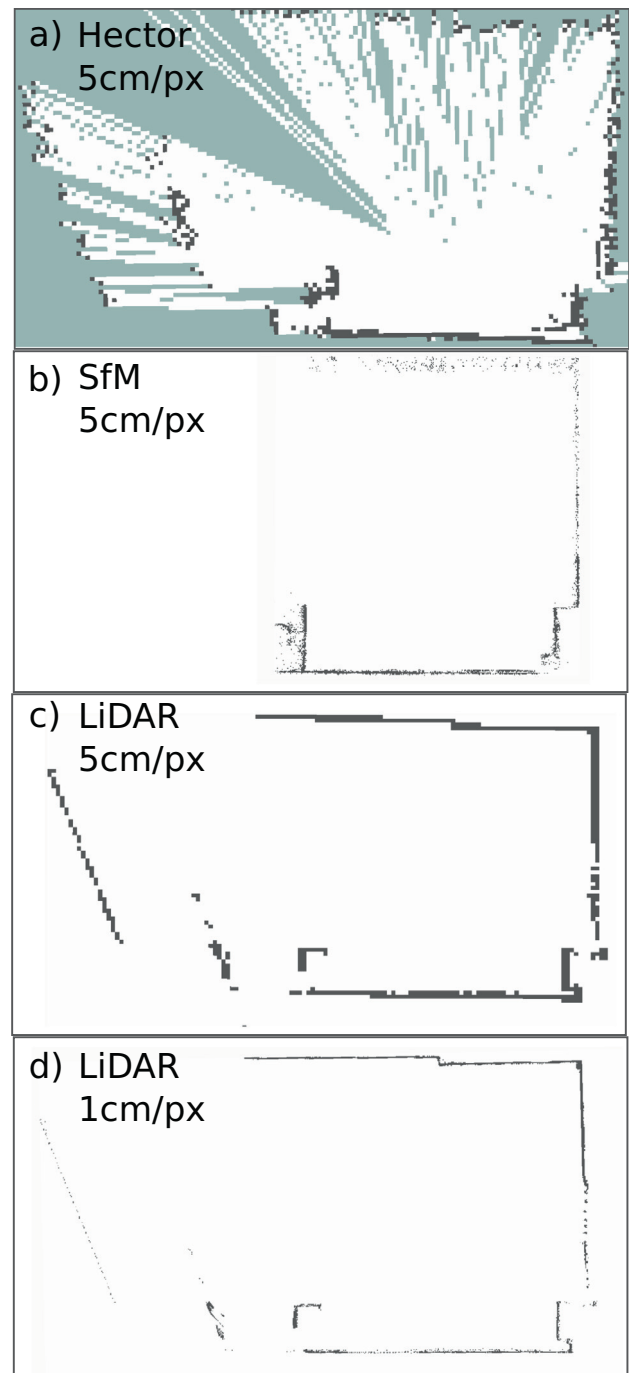 a) Hector
5cm/px
b) SfM
5cm/px
c) LiDAR
5cm/px
d) LiDAR
1cm/px